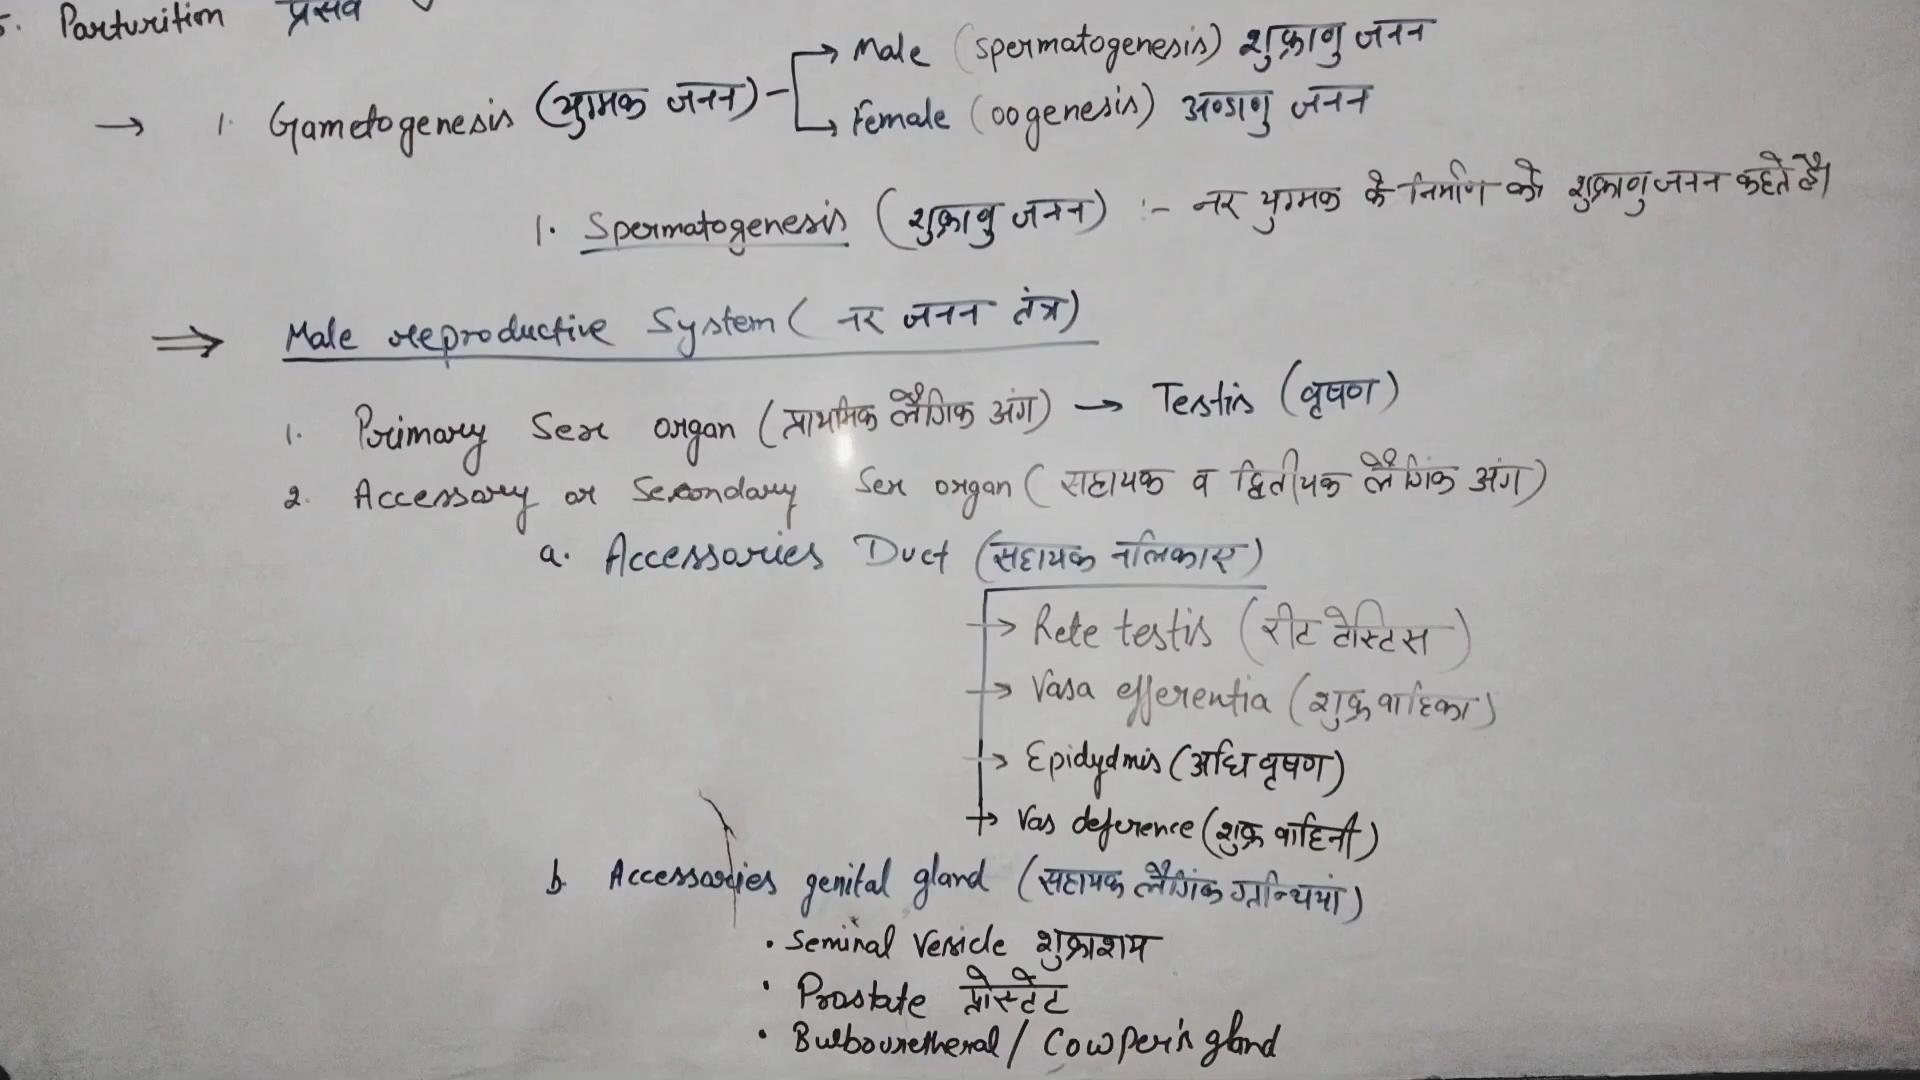 5. Parturition प्रसव
→ Male (spermatogenesis) शुक्राणु जनन
→ 1. Gametogenesis (युग्मक जनन) -
→ Female (oogenesis) अण्डाणु जनन
1. Spermatogenesis (शुक्राणु जनन) :- नर युग्मक के निर्माण को शुक्राणु जनन कहते है।
⇒ Male reproductive System ( नर जनन तंत्र)
1. Primary Sex organ (प्राथमिक लैंगिक अंग) → Testis (वृषण)
2. Accessory or Secondary Sex organ ( सहायक व द्वितीयक लैंगिक अंग)
a. Accessories Duct (सहायक नलिकाए)
→ Rete testis (रीट टेस्टिस)
→ Vasa efferentia (शुक्र वाहिका)
→ Epidydmis (अधि वृषण)
→ Vas deference (शुक्र वाहिनी)
b. Accessories genital gland (सहायक लैंगिक ग्रन्थियां)
• Seminal Vesicle शुक्राशय
• Prostate प्रोस्टेट
• Bulbourethenal / Cowper's gland